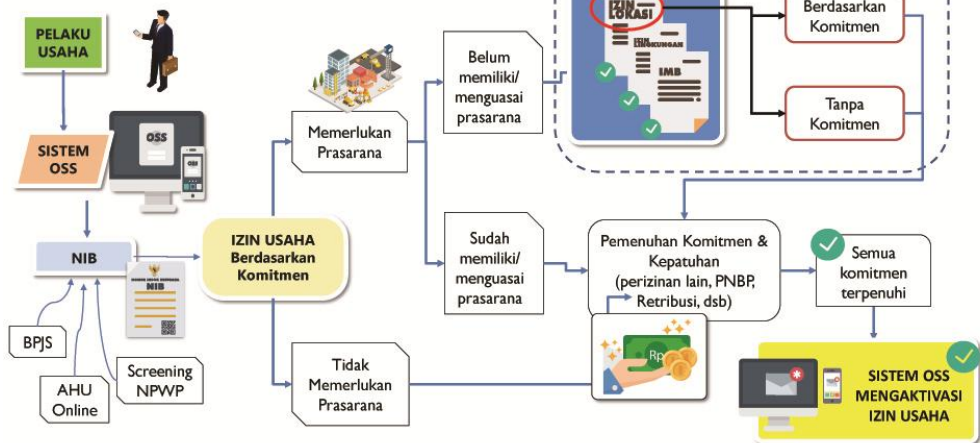 PELAKU
USAHA
SISTEM
OSS
OSS
OSS
NIB
NIB
BPJS
AHU
Online
Screening
NPWP
IZIN USAHA
Berdasarkan
Komitmen
Memerlukan
Prasarana
Tidak
Memerlukan
Prasarana
Belum
memiliki/
menguasai
prasarana
Sudah
memiliki/
menguasai
prasarana
IZIN
LOKASI
IZIN
LINGKUNGAN
IMB
Berdasarkan
Komitmen
Tanpa
Komitmen
Pemenuhan Komitmen &
Kepatuhan
(perizinan lain, PNBP,
Retribusi, dsb)
Rp
Semua
komitmen
terpenuhi
SISTEM OSS
MENGAKTIVASI
IZIN USAHA